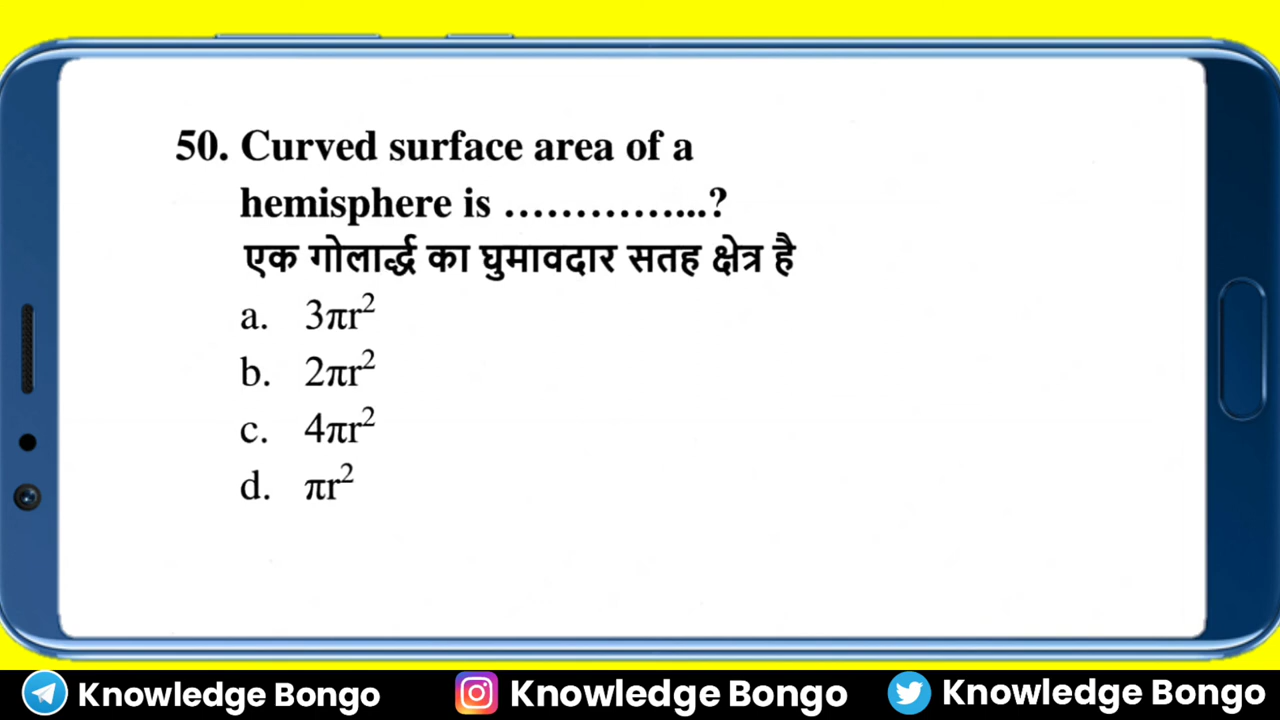 50. Curved surface area of a
hemisphere is …………...?
एक गोलार्द्ध का घुमावदार सतह क्षेत्र है
a. 3πr²
b. 2πr²
c. 4πr²
d. πr²
Knowledge Bongo Knowledge Bongo Knowledge Bongo